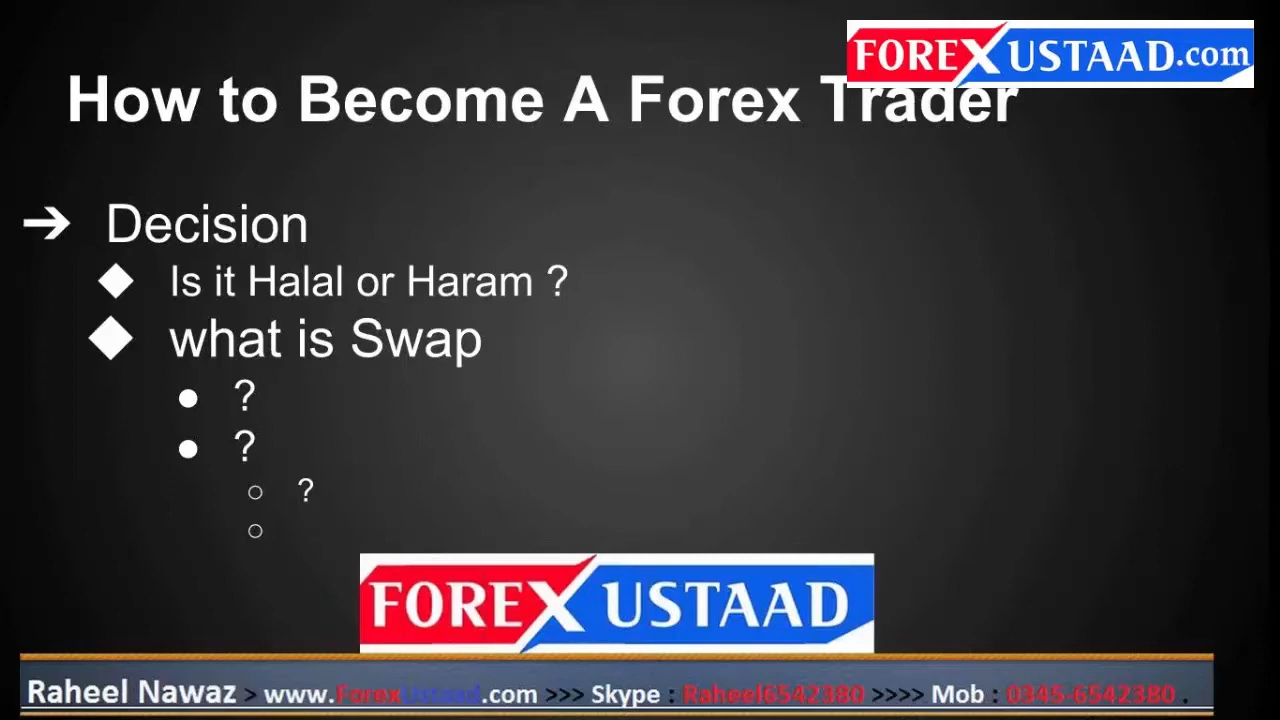 FOREX USTAAD.com
How to Become A Forex Trader
➔ Decision
◆ Is it Halal or Haram ?
◆ what is Swap
● ?
● ?
○ ?
○
FOREX USTAAD
Raheel Nawaz > www.ForexUstaad.com >>> Skype : Raheel6542380 >>>> Mob : 0345-6542380 .